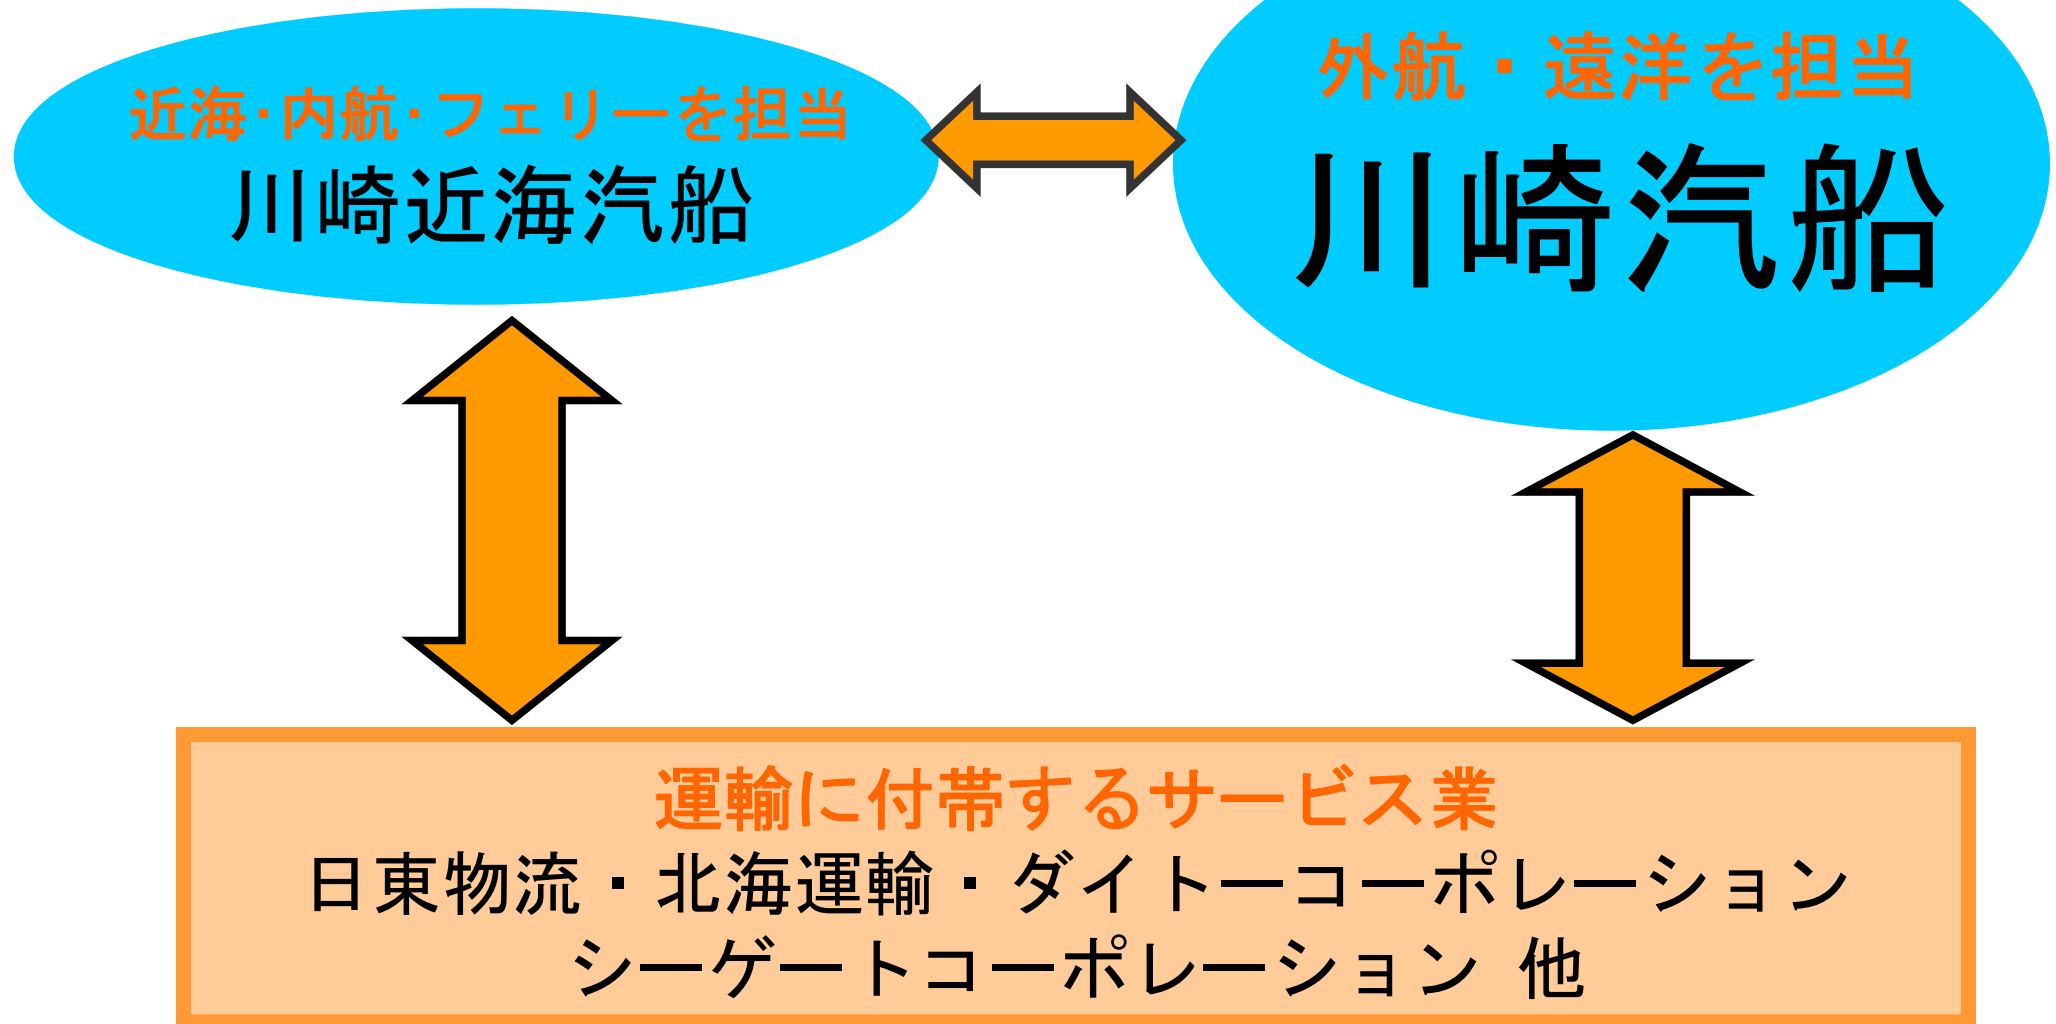 近海･内航･フェリーを担当
川崎近海汽船
外航・遠洋を担当
川崎汽船
運輸に付帯するサービス業
日東物流・北海運輸・ダイトーコーポレーション
シーゲートコーポレーション 他